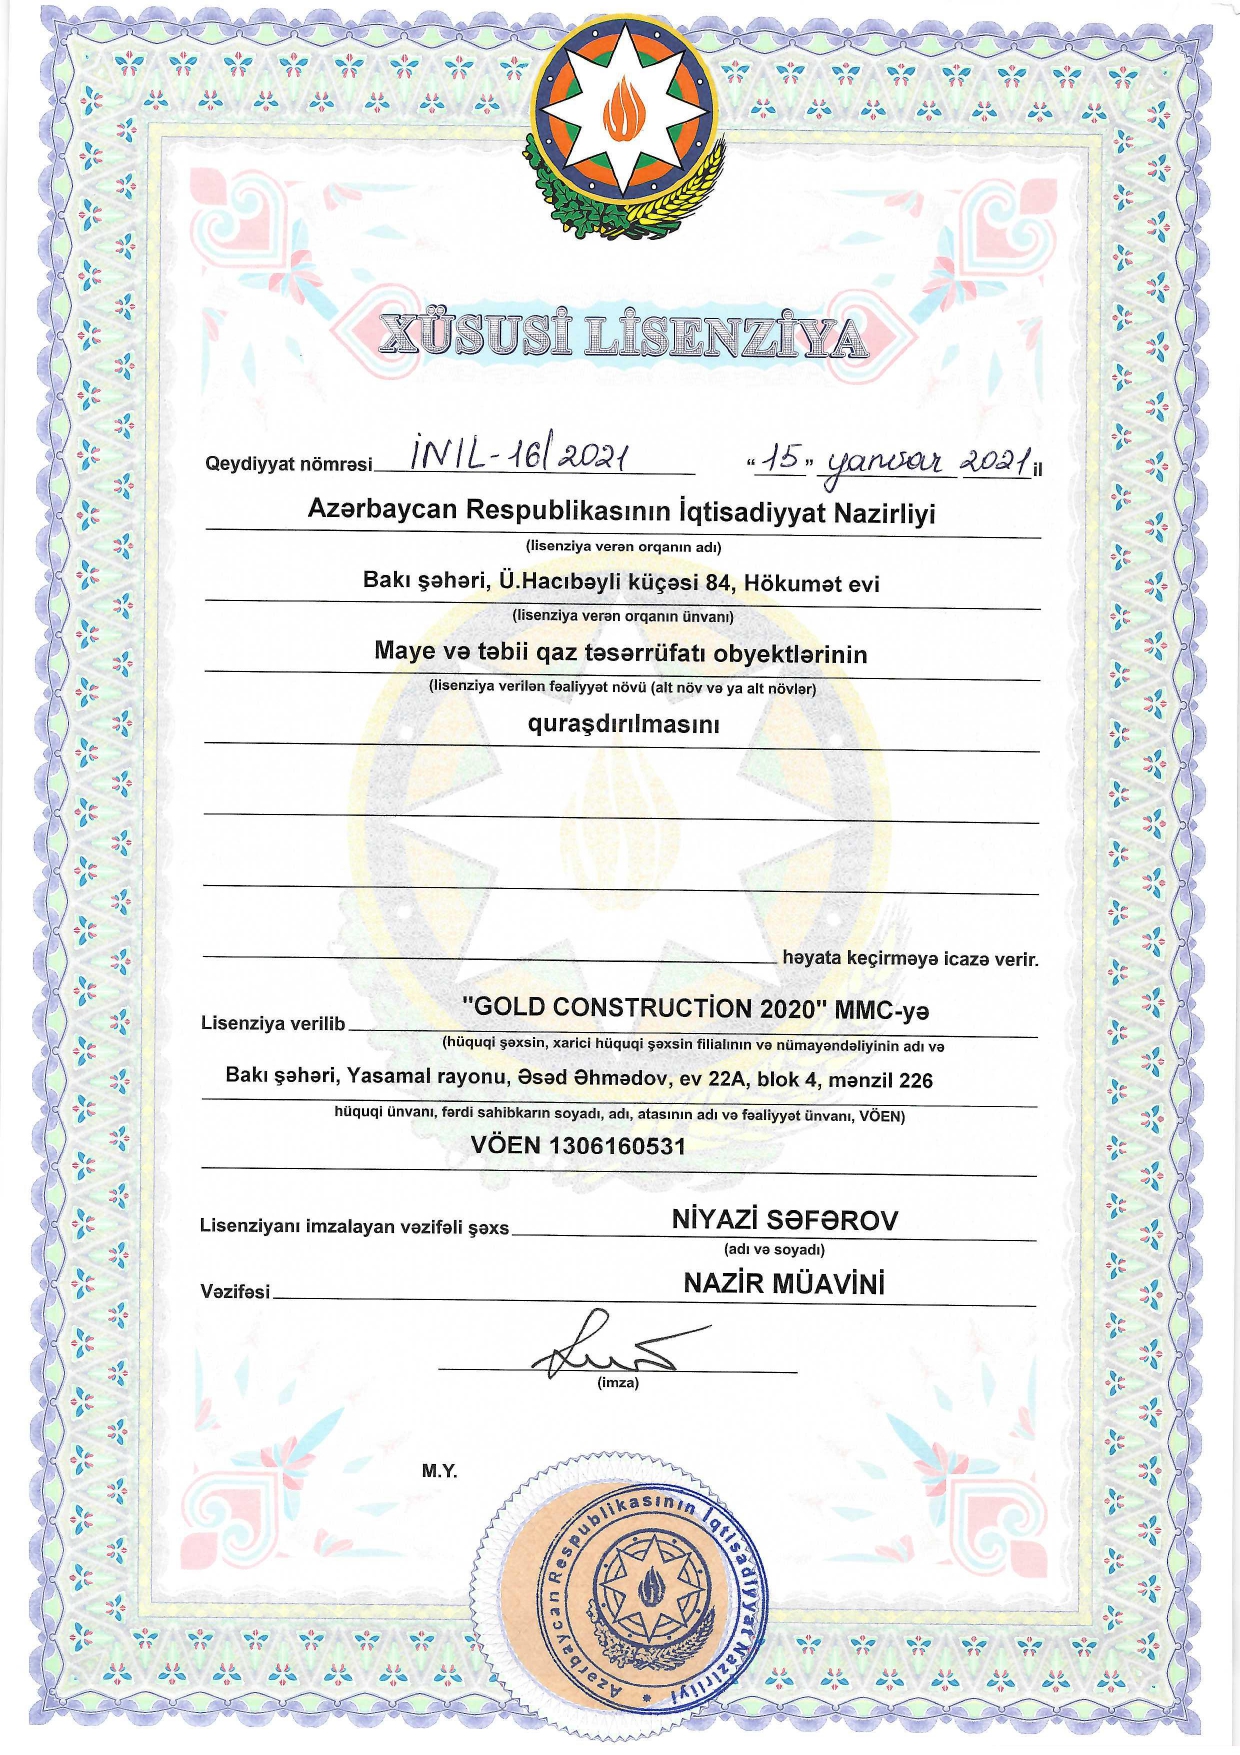 XÜSUSİ LİSENZİYA
Qeydiyyat nömrəsi İNİL-16/2021 “15” yanvar 2021 il
Azərbaycan Respublikasının İqtisadiyyat Nazirliyi
(lisenziya verən orqanın adı)
Bakı şəhəri, Ü.Hacıbəyli küçəsi 84, Hökumət evi
(lisenziya verən orqanın ünvanı)
Maye və təbii qaz təsərrüfatı obyektlərinin
(lisenziya verilən fəaliyyət növü (alt növ və ya alt növlər)
quraşdırılmasını
həyata keçirməyə icazə verir.
Lisenziya verilib "GOLD CONSTRUCTİON 2020" MMC-yə
(hüquqi şəxsin, xarici hüquqi şəxsin filialının və nümayəndəliyinin adı və
Bakı şəhəri, Yasamal rayonu, Əsəd Əhmədov, ev 22A, blok 4, mənzil 226
hüquqi ünvanı, fərdi sahibkarın soyadı, adı, atasının adı və fəaliyyət ünvanı, VÖEN)
VÖEN 1306160531
Lisenziyanı imzalayan vəzifəli şəxs NİYAZİ SƏFƏROV
(adı və soyadı)
Vəzifəsi NAZİR MÜAVİNİ
(imza)
M.Y.
Azərbaycan Respublikasının İqtisadiyyat Nazirliyi